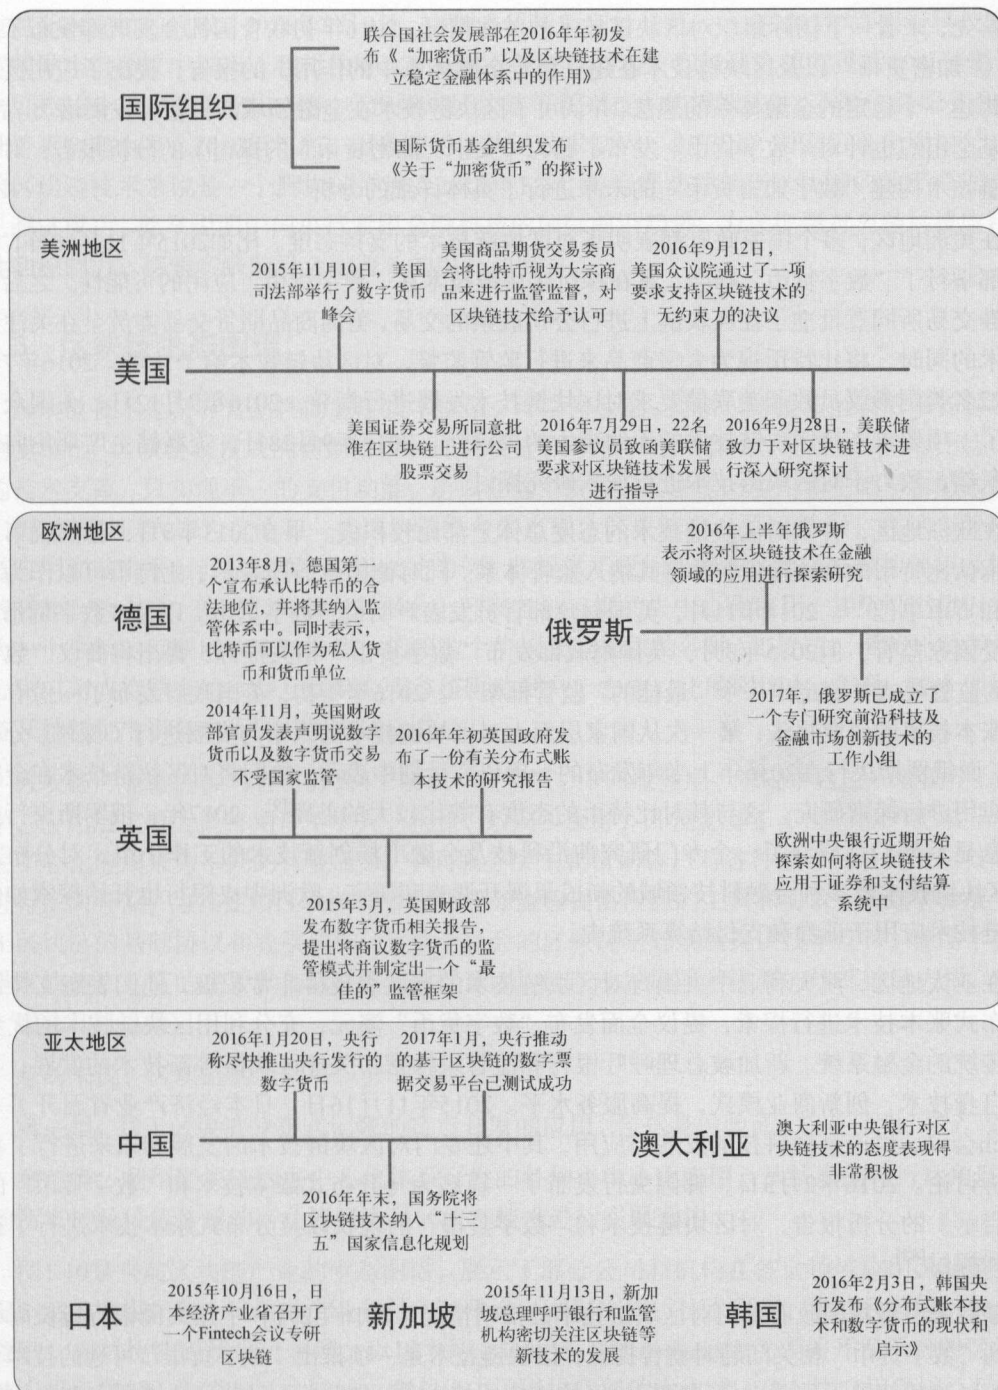 联合国社会发展部在2016年年初发
布《“加密货币”以及区块链技术在建
立稳定金融体系中的作用》
国际组织
国际货币基金组织发布
《关于“加密货币”的探讨》
美洲地区
2015年11月10日，美国
司法部举行了数字货币
峰会
美国商品期货交易委员
会将比特币视为大宗商
品来进行监管监督，对
区块链技术给予认可
2016年9月12日，
美国众议院通过了一项
要求支持区块链技术的
无约束力的决议
美国
美国证券交易所同意批
准在区块链上进行公司
股票交易
2016年7月29日，22名
美国参议员致函美联储
要求对区块链技术发展
进行指导
2016年9月28日，美联储
致力于对区块链技术进
行深入研究探讨
欧洲地区
2013年8月，德国第一
个宣布承认比特币的合
法地位，并将其纳入监
管体系中。同时表示，
比特币可以作为私人货
币和货币单位
德国
2016年上半年俄罗斯
表示将对区块链技术在金融
领域的应用进行探索研究
俄罗斯
2017年，俄罗斯已成立了
一个专门研究前沿科技及
金融市场创新技术的
工作小组
2014年11月，英国财政
部官员发表声明说数字
货币以及数字货币交易
不受国家监管
2016年年初英国政府发
布了一份有关分布式账
本技术的研究报告
英国
2015年3月，英国财政部
发布数字货币相关报告，
提出将商议数字货币的监
管模式并制定出一个“最
佳的”监管框架
欧洲中央银行近期开始
探索如何将区块链技术
应用于证券和支付结算
系统中
亚太地区
2016年1月20日，央行
称尽快推出央行发行的
数字货币
2017年1月，央行推动
的基于区块链的数字票
据交易平台已测试成功
中国
2016年年末，国务院将
区块链技术纳入“十三
五”国家信息化规划
澳大利亚
澳大利亚中央银行对区
块链技术的态度表现得
非常积极
日本
2015年10月16日，日
本经济产业省召开了
一个Fintech会议专研
区块链
新加坡
2015年11月13日，新加
坡总理呼吁银行和监管
机构密切关注区块链等
新技术的发展
韩国
2016年2月3日，韩国央
行发布《分布式账本技
术和数字货币的现状和
启示》